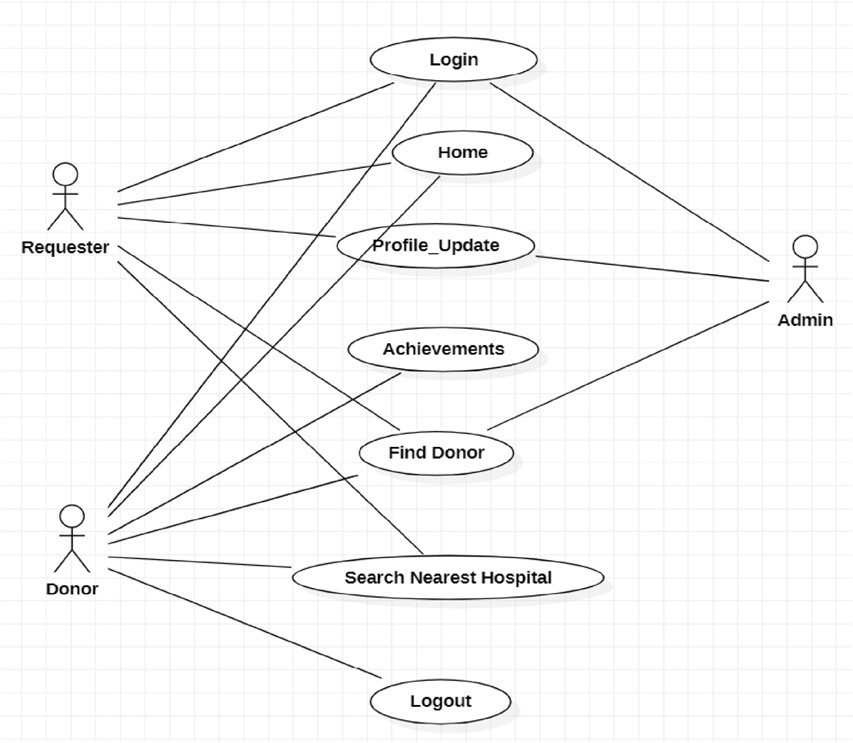 Login
Home
Requester
Profile_Update
Admin
Achievements
Find Donor
Donor
Search Nearest Hospital
Logout